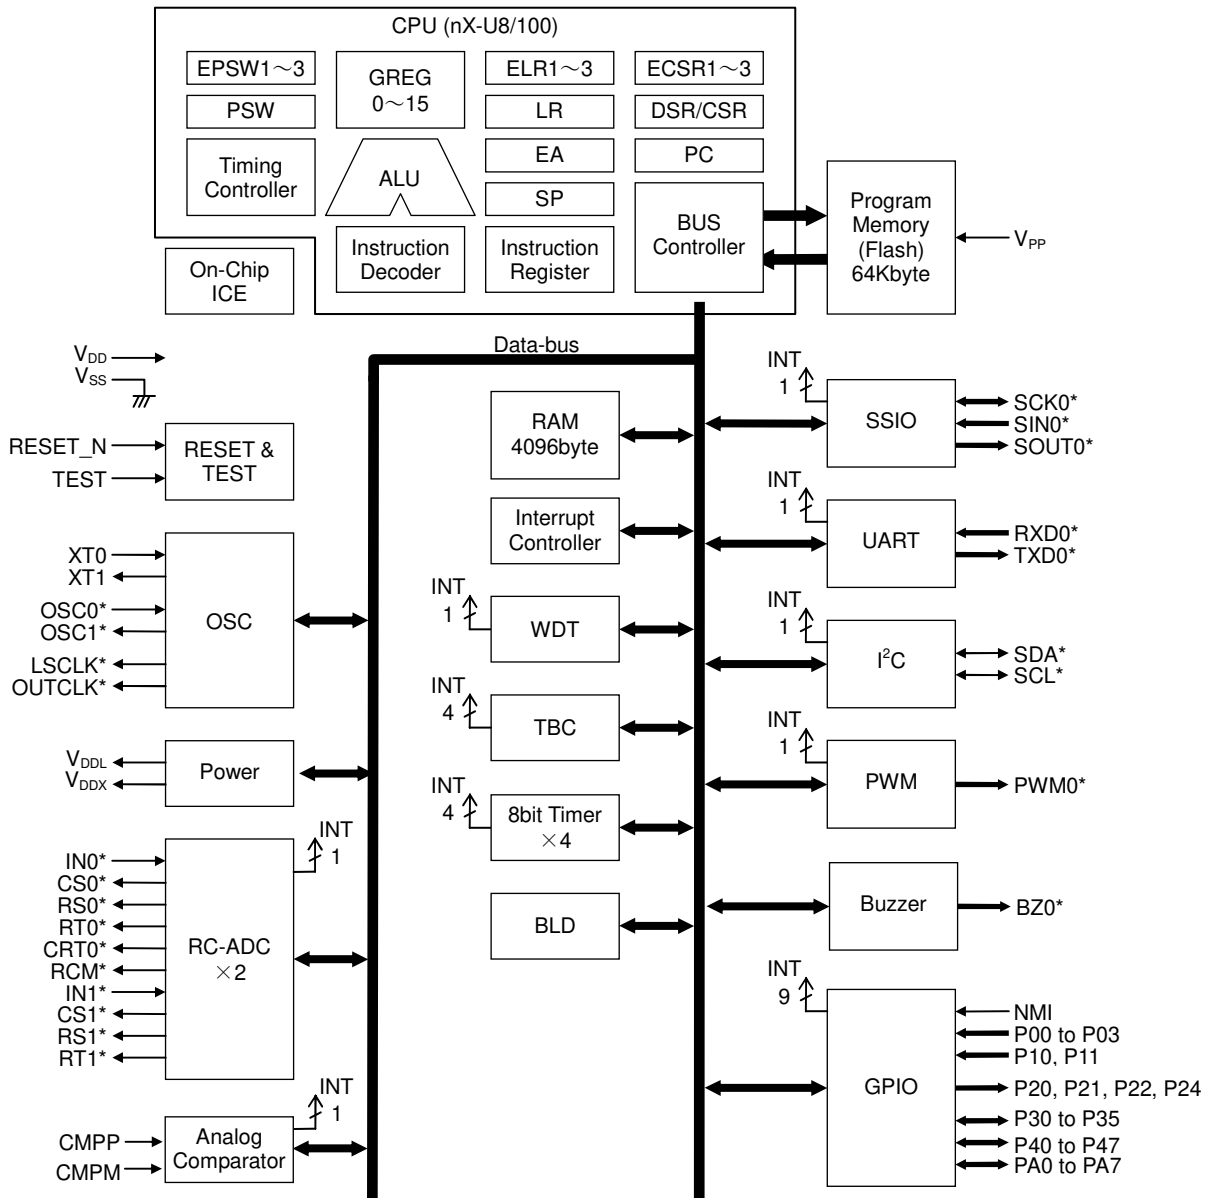 CPU (nX-U8/100)
EPSW1～3
GREG
0～15
ELR1～3
ECSR1～3
PSW
LR
DSR/CSR
Timing
Controller
ALU
EA
PC
SP
BUS
Controller
Program
Memory
(Flash)
64Kbyte
VPP
On-Chip
ICE
Instruction
Decoder
Instruction
Register
Data-bus
VDD
VSS
RESET_N
TEST
RESET &
TEST
XT0
XT1
OSC0*
OSC1*
LSCLK*
OUTCLK*
OSC
VDDL
VDDX
Power
IN0*
CS0*
RS0*
RT0*
CRT0*
RCM*
IN1*
CS1*
RS1*
RT1*
RC-ADC
×2
INT
1
CMPP
CMPM
Analog
Comparator
INT
1
RAM
4096byte
Interrupt
Controller
INT
1
WDT
INT
4
TBC
INT
4
8bit Timer
×4
BLD
INT
1
SSIO
SCK0*
SIN0*
SOUT0*
INT
1
UART
RXD0*
TXD0*
INT
1
I²C
SDA*
SCL*
INT
1
PWM
PWM0*
Buzzer
BZ0*
INT
9
GPIO
NMI
P00 to P03
P10, P11
P20, P21, P22, P24
P30 to P35
P40 to P47
PA0 to PA7